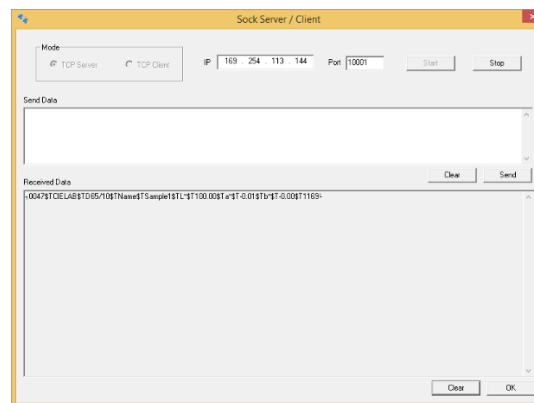 Sock Server / Client
Mode
TCP Server TCP Client
IP 169 . 254 . 113 . 144 Port 10001 Start Stop
Send Data
Clear Send
Received Data
┐0047$TCIELAB$TD65/10$TName$TSample1$TL*$T100.00$Ta*$T-0.01$Tb*$T-0.00$T1169└
Clear OK